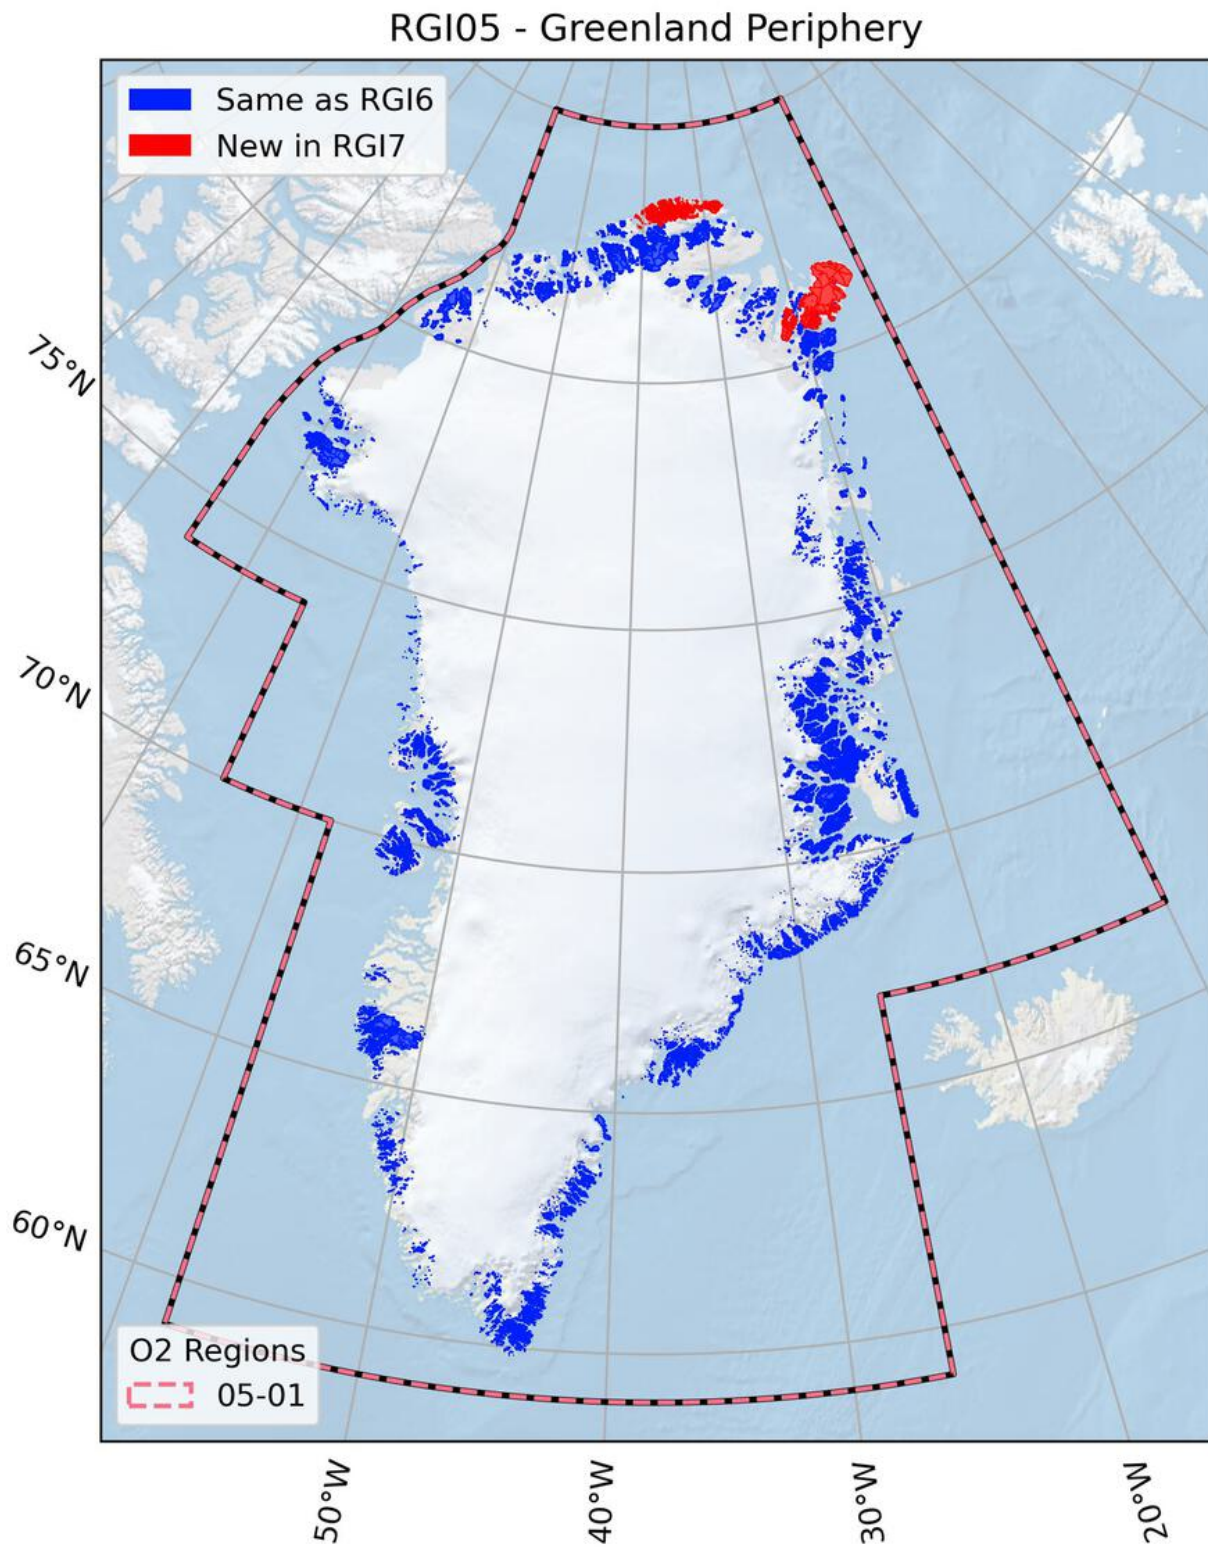 RGI05 - Greenland Periphery
Same as RGI6
New in RGI7
75°N
70°N
65°N
60°N
O2 Regions
05-01
50°W
40°W
30°W
20°W